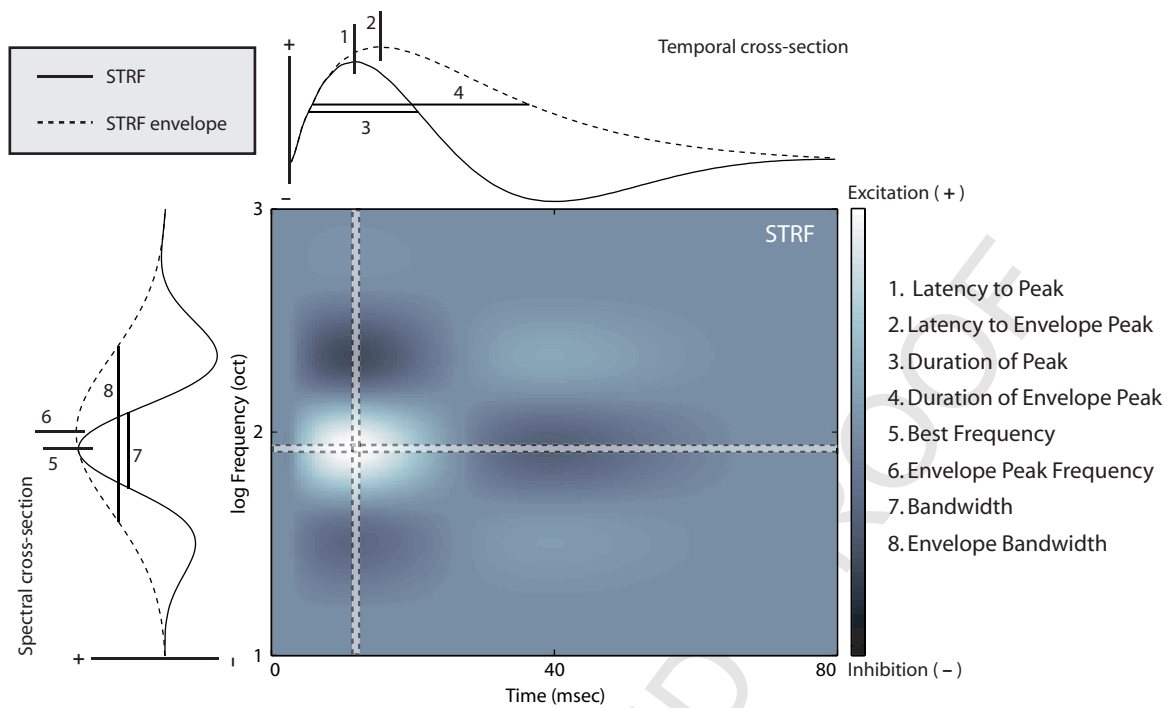 1
2
+
Temporal cross-section
STRF
STRF envelope
4
3
–
Excitation ( + )
3
STRF
1. Latency to Peak
2. Latency to Envelope Peak
3. Duration of Peak
4. Duration of Envelope Peak
5. Best Frequency
6. Envelope Peak Frequency
7. Bandwidth
8. Envelope Bandwidth
8
6
5
7
2
log Frequency (oct)
Spectral cross-section
+
-
1
0
40
80
Time (msec)
Inhibition ( – )
D PROOF